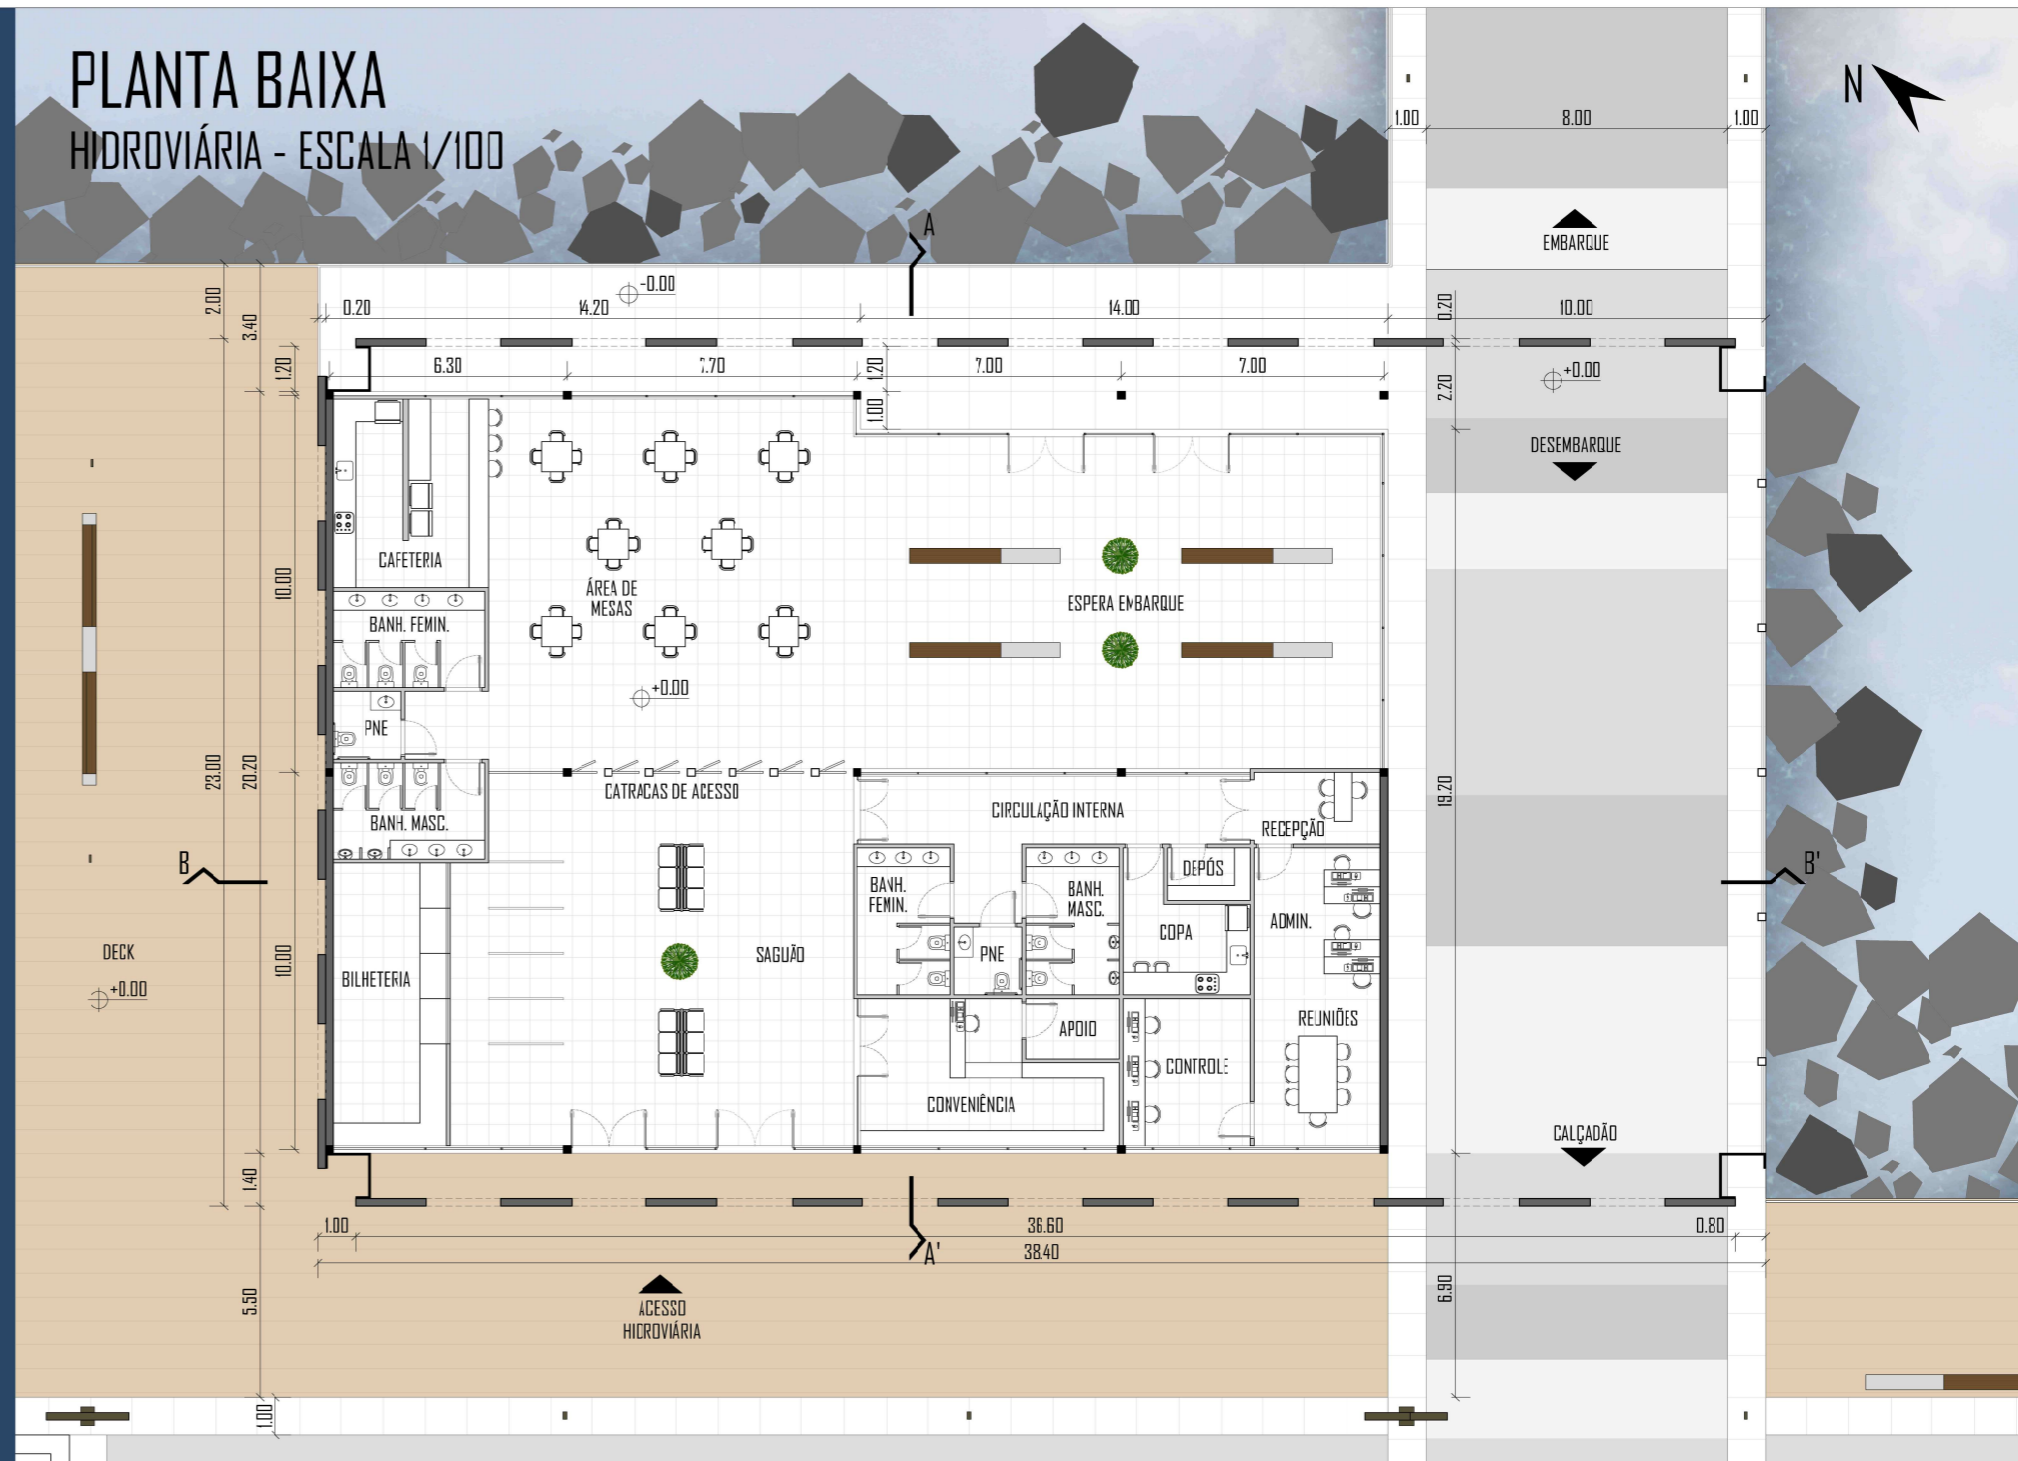 PLANTA BAIXA
HIDROVIÁRIA - ESCALA 1/100
N
1.00
8.00
1.00
EMBARQUE
A
-0.00
0.20
14.20
14.00
0.20
10.00
2.00
3.40
1.20
6.30
7.70
1.20
7.00
7.00
2.20
+0.00
1.00
DESEMBARQUE
CAFETERIA
10.00
ÁREA DE
MESAS
ESPERA EMBARQUE
BANH. FEMIN.
+0.00
PNE
23.00
20.20
CATRACAS DE ACESSO
19.20
CIRCULAÇÃO INTERNA
RECEPÇÃO
BANH. MASC.
B
B'
DEPÓS
BANH.
FEMIN.
BANH.
MASC.
ADMIN.
COPA
DECK
SAGUÃO
PNE
10.00
BILHETERIA
+0.00
REUNIÕES
APOIO
CONTROLE
CONVENIÊNCIA
CALÇADÃO
1.40
1.00
36.60
0.80
38.40
A'
5.50
6.90
ACESSO
HIDROVIÁRIA
1.00